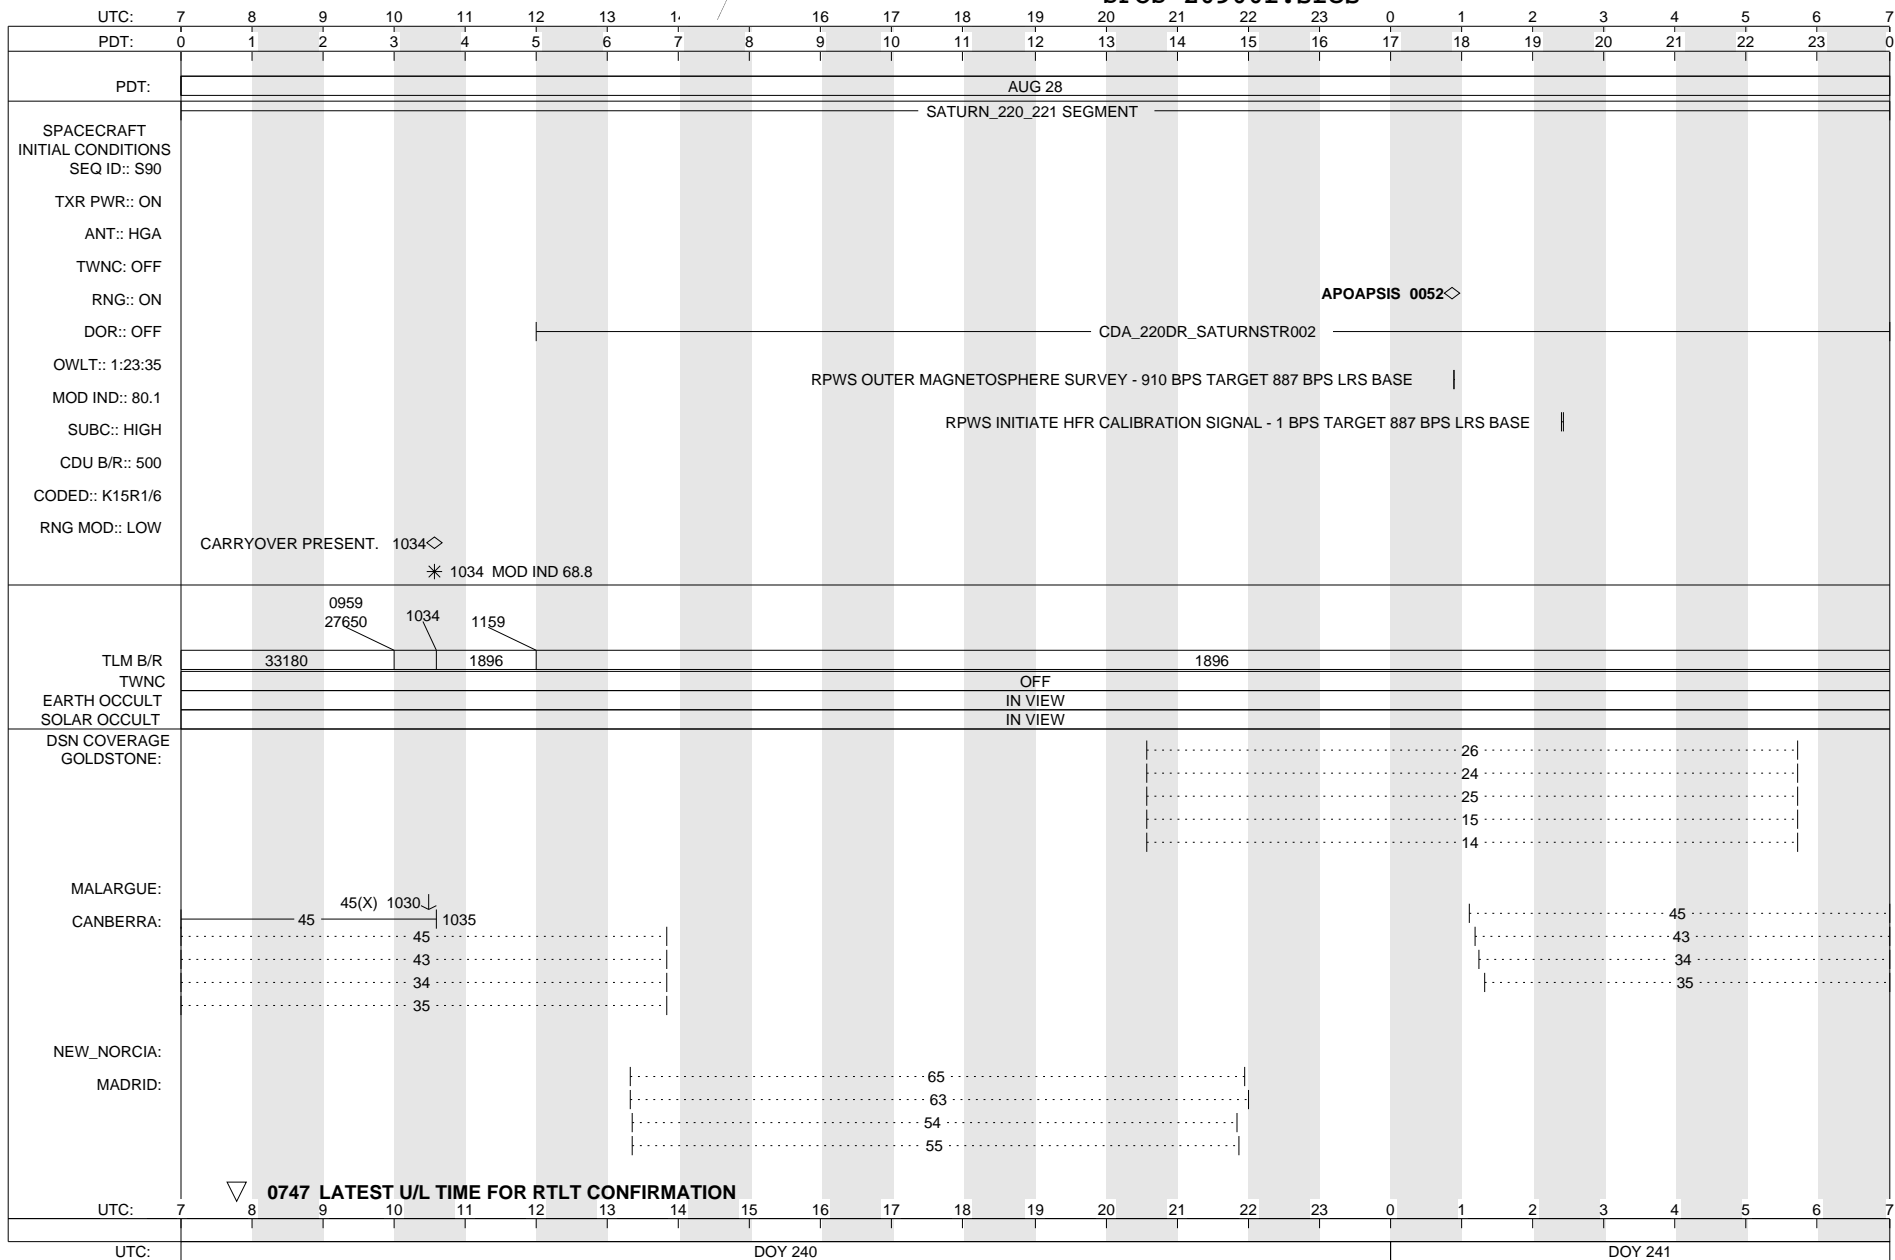 UTC: 7 8 9 10 11 12 13 16 17 18 19 20 21 22 23 0 1 2 3 4 5 6 7
PDT: 0 1 2 3 4 5 6 7 8 9 10 11 12 13 14 15 16 17 18 19 20 21 22 23 0
PDT: AUG 28
SATURN_220_221 SEGMENT
SPACECRAFT
INITIAL CONDITIONS
SEQ ID:: S90
TXR PWR:: ON
ANT:: HGA
TWNC: OFF
RNG:: ON
APOAPSIS 0052
DOR:: OFF
CDA_220DR_SATURNSTR002
OWLT:: 1:23:35
RPWS OUTER MAGNETOSPHERE SURVEY - 910 BPS TARGET 887 BPS LRS BASE
MOD IND:: 80.1
RPWS INITIATE HFR CALIBRATION SIGNAL - 1 BPS TARGET 887 BPS LRS BASE
SUBC:: HIGH
CDU B/R:: 500
CODED:: K15R1/6
RNG MOD:: LOW
CARRYOVER PRESENT. 1034
1034 MOD IND 68.8
0959
27650 1034 1159
TLM B/R 33180 1896 1896
TWNC OFF
EARTH OCCULT IN VIEW
SOLAR OCCULT IN VIEW
DSN COVERAGE
GOLDSTONE:
26
24
25
15
14
MALARGUE:
45(X) 1030
CANBERRA: 45 1035 45
45 43
43 34
34 35
35
NEW_NORCIA:
MADRID:
65
63
54
55
0747 LATEST U/L TIME FOR RTLT CONFIRMATION
UTC: 7 8 9 10 11 12 13 14 15 16 17 18 19 20 21 22 23 0 1 2 3 4 5 6 7
UTC: DOY 240 DOY 241